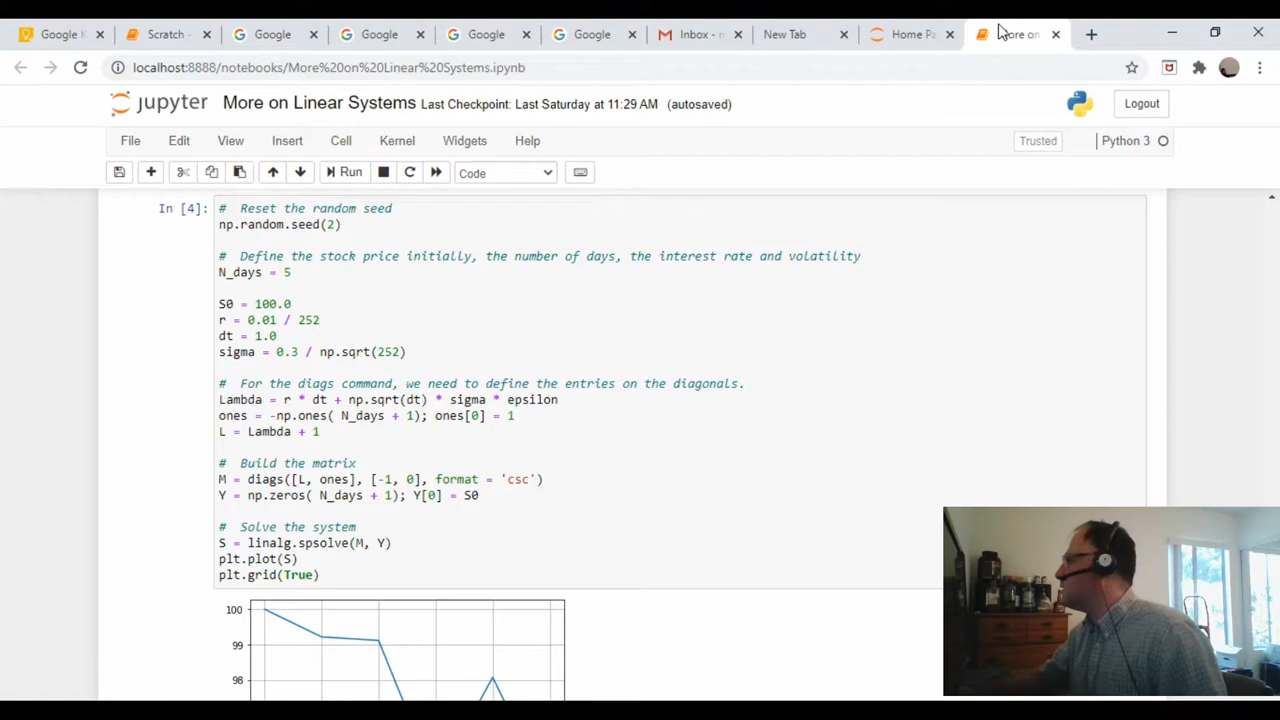 Google K
Scratch -
Google
Google
Google
Google
Inbox - n
New Tab
Home Pa
ore on
localhost:8888/notebooks/More%20on%20Linear%20Systems.ipynb
jupyter More on Linear Systems Last Checkpoint: Last Saturday at 11:29 AM (autosaved)
Logout
File Edit View Insert Cell Kernel Widgets Help
Trusted
Python 3
Run
Code
In [4]:
# Reset the random seed
np.random.seed(2)
# Define the stock price initially, the number of days, the interest rate and volatility
N_days = 5
S0 = 100.0
r = 0.01 / 252
dt = 1.0
sigma = 0.3 / np.sqrt(252)
# For the diags command, we need to define the entries on the diagonals.
Lambda = r * dt + np.sqrt(dt) * sigma * epsilon
ones = -np.ones( N_days + 1); ones[0] = 1
L = Lambda + 1
# Build the matrix
M = diags([L, ones], [-1, 0], format = 'csc')
Y = np.zeros( N_days + 1); Y[0] = S0
# Solve the system
S = linalg.spsolve(M, Y)
plt.plot(S)
plt.grid(True)
100
99
98